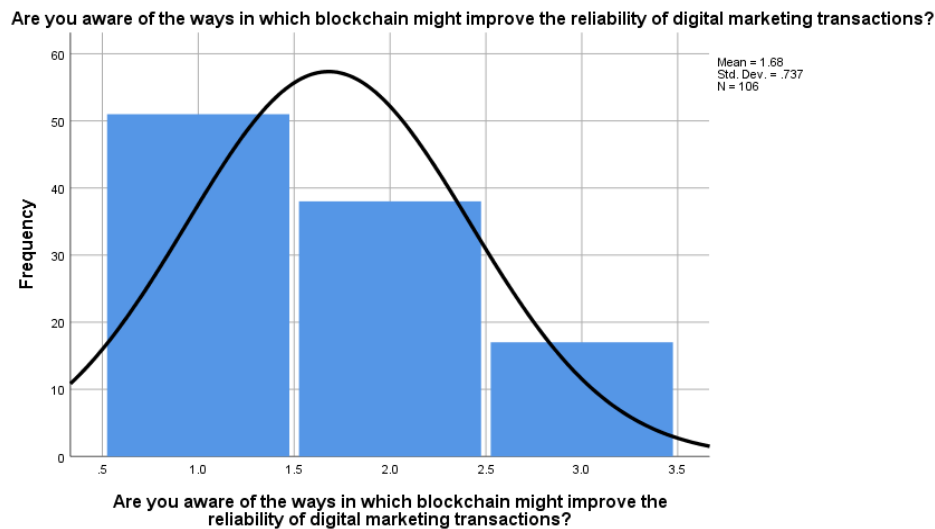 Are you aware of the ways in which blockchain might improve the reliability of digital marketing transactions?
Mean = 1.68
Std. Dev. = .737
N = 106
60
50
40
30
20
10
0
Frequency
.5 1.0 1.5 2.0 2.5 3.0 3.5
Are you aware of the ways in which blockchain might improve the
reliability of digital marketing transactions?